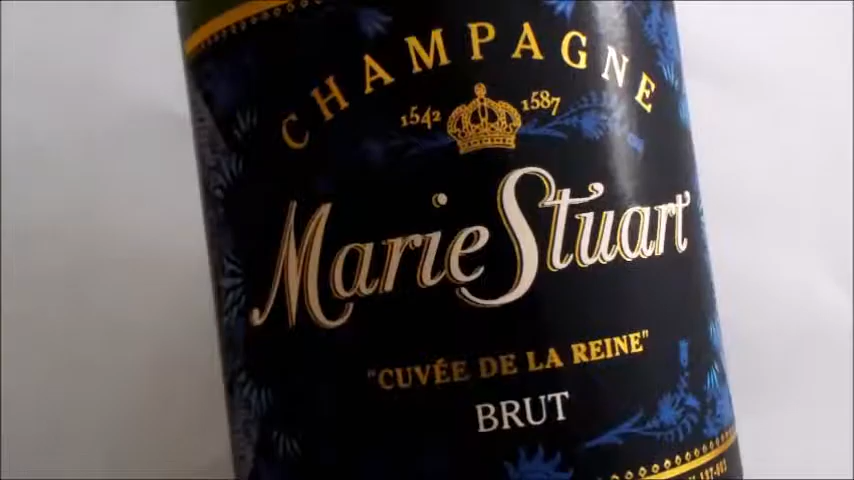 CHAMPAGNE
1542 1587
Marie Stuart
"CUVÉE DE LA REINE"
BRUT